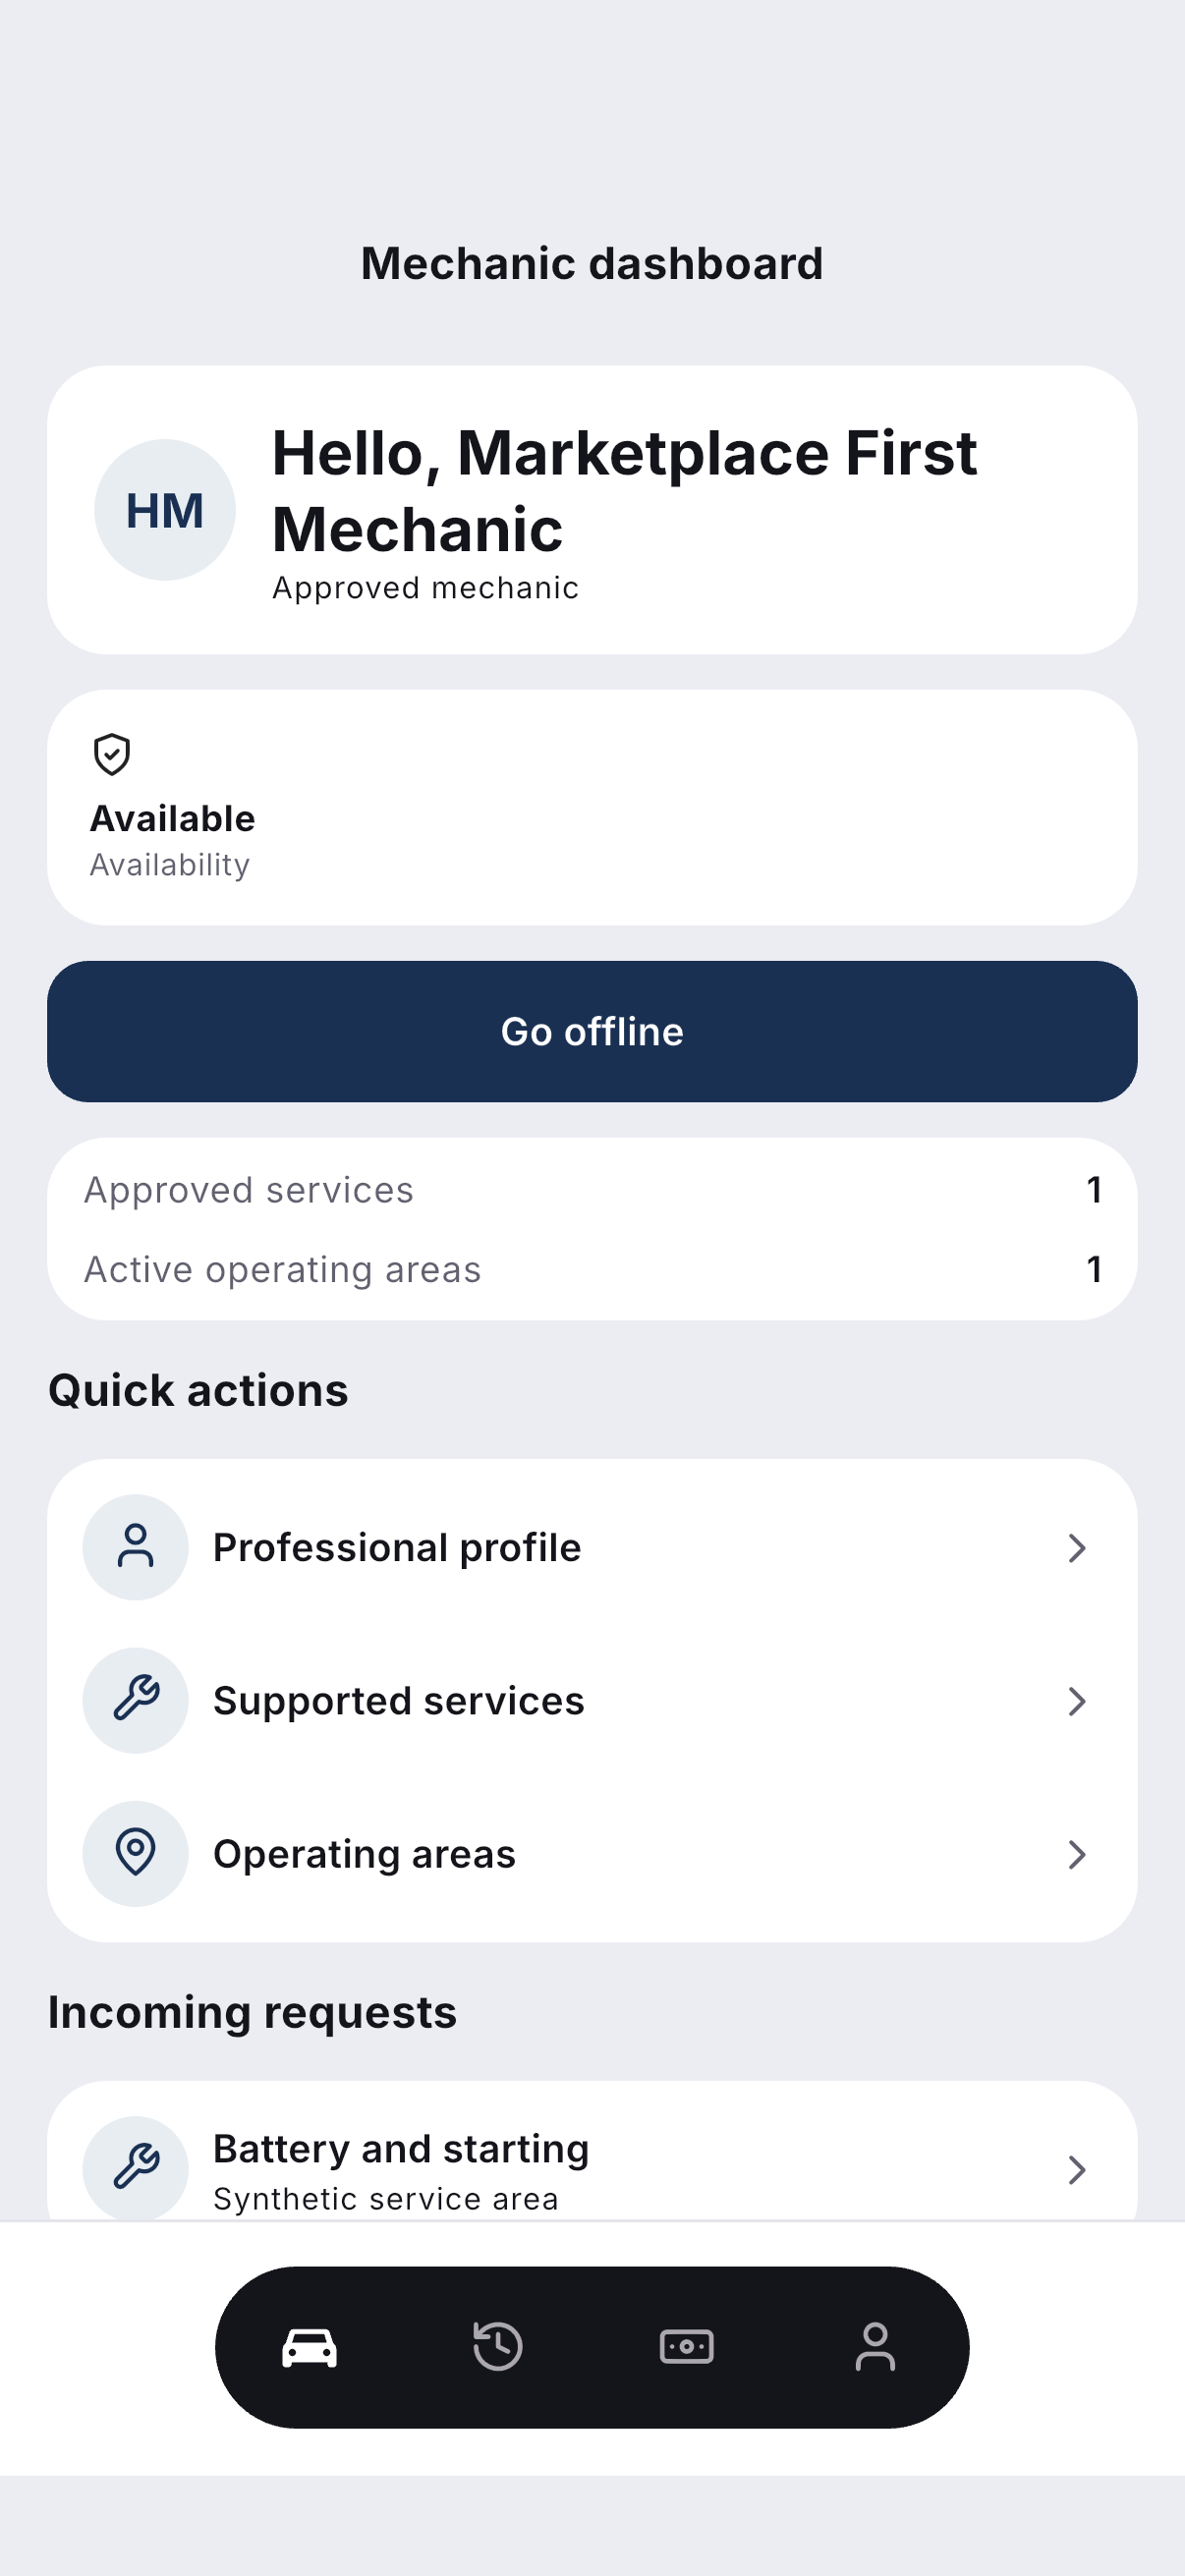 Mechanic dashboard
HM
Hello, Marketplace First
Mechanic
Approved mechanic
Available
Availability
Go offline
Approved services 1
Active operating areas 1
Quick actions
Professional profile
Supported services
Operating areas
Incoming requests
Battery and starting
Synthetic service area